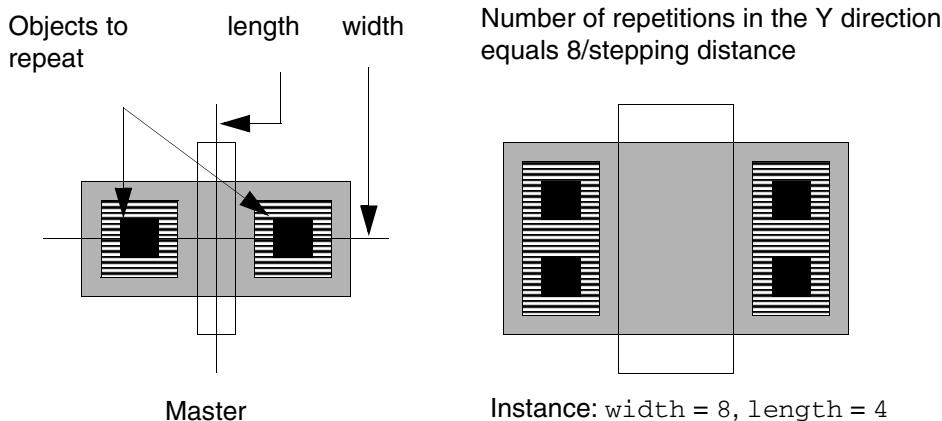 Objects to
repeat
length
width
Number of repetitions in the Y direction
equals 8/stepping distance
Master
Instance: width = 8, length = 4